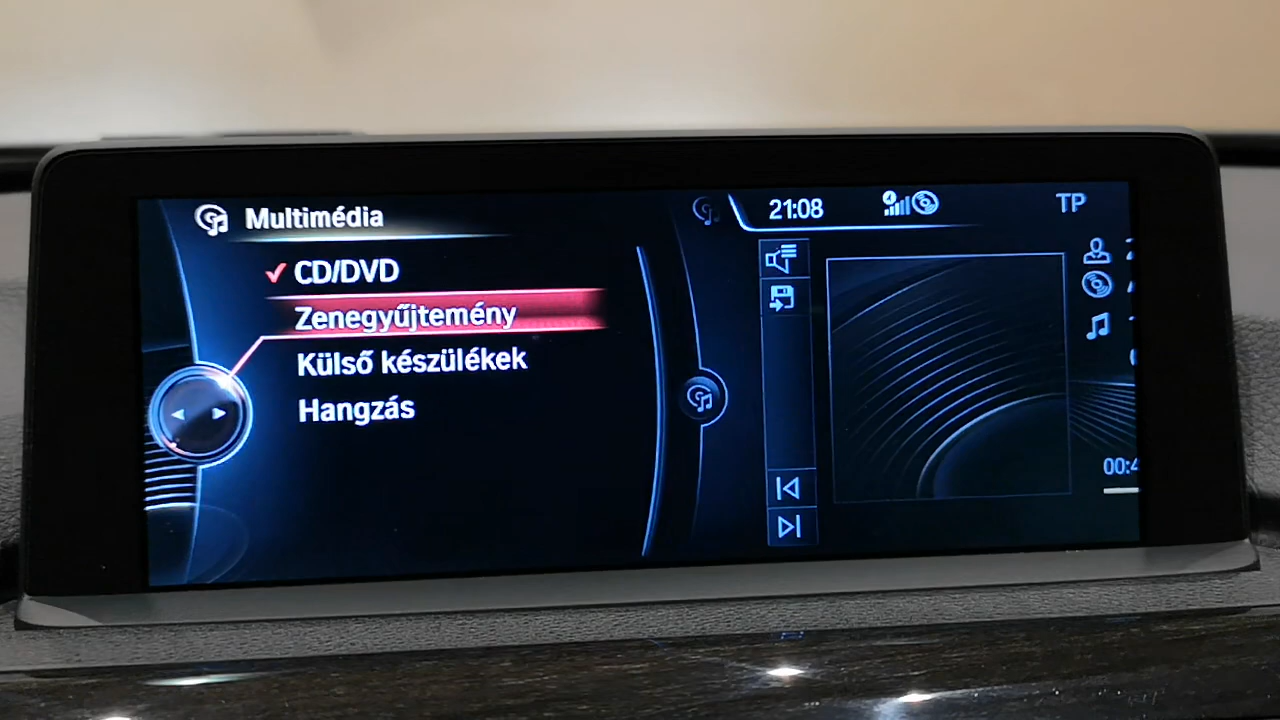 Multimédia
CD/DVD
Zenegyűjtemény
Külső készülékek
Hangzás
21:08
TP
00:4